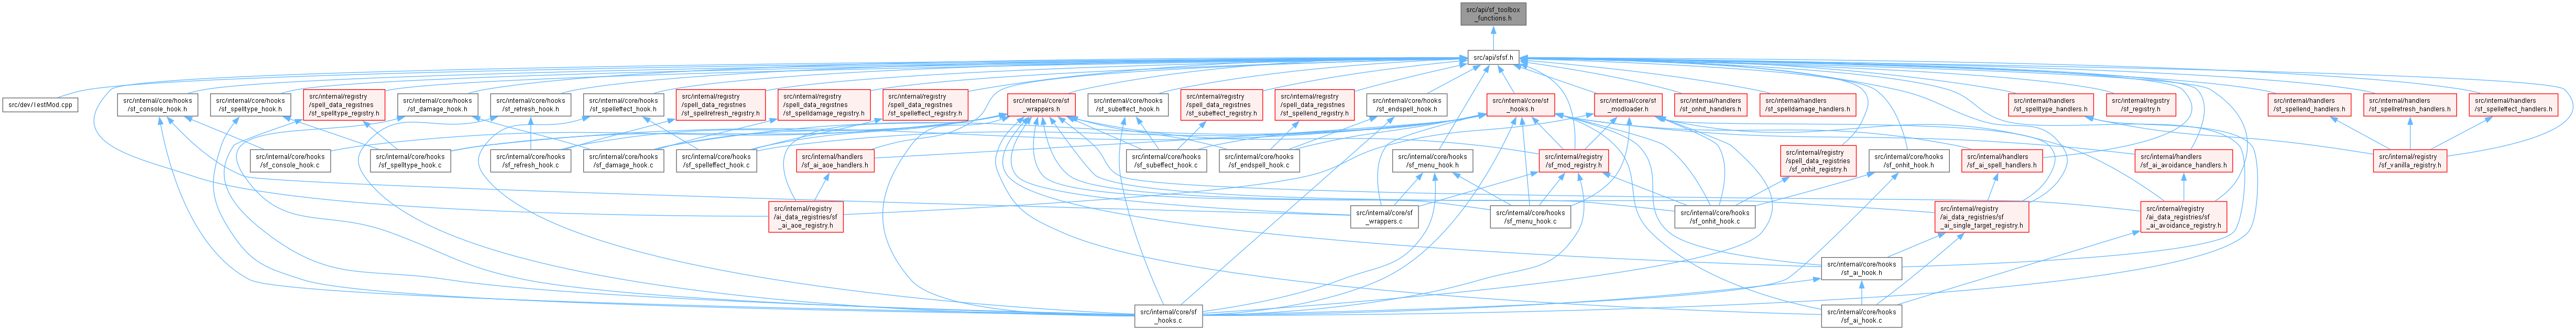 src/api/sf_toolbox
_functions.h
src/api/sfsf.h
src/dev/TestMod.cpp
src/internal/core/hooks
/sf_console_hook.h
src/internal/core/hooks
/sf_spelltype_hook.h
src/internal/registry
/spell_data_registries
/sf_spelltype_registry.h
src/internal/core/hooks
/sf_damage_hook.h
src/internal/core/hooks
/sf_refresh_hook.h
src/internal/core/hooks
/sf_spelleffect_hook.h
src/internal/registry
/spell_data_registries
/sf_spellrefresh_registry.h
src/internal/registry
/spell_data_registries
/sf_spelldamage_registry.h
src/internal/registry
/spell_data_registries
/sf_spelleffect_registry.h
src/internal/core/sf
_wrappers.h
src/internal/core/hooks
/sf_subeffect_hook.h
src/internal/registry
/spell_data_registries
/sf_subeffect_registry.h
src/internal/registry
/spell_data_registries
/sf_spellend_registry.h
src/internal/core/hooks
/sf_endspell_hook.h
src/internal/core/sf
_hooks.h
src/internal/core/sf
_modloader.h
src/internal/handlers
/sf_onhit_handlers.h
src/internal/handlers
/sf_spelldamage_handlers.h
src/internal/handlers
/sf_spelltype_handlers.h
src/internal/registry
/sf_registry.h
src/internal/handlers
/sf_spellend_handlers.h
src/internal/handlers
/sf_spellrefresh_handlers.h
src/internal/handlers
/sf_spelleffect_handlers.h
src/internal/core/hooks
/sf_console_hook.c
src/internal/core/hooks
/sf_spelltype_hook.c
src/internal/core/hooks
/sf_refresh_hook.c
src/internal/core/hooks
/sf_damage_hook.c
src/internal/core/hooks
/sf_spelleffect_hook.c
src/internal/handlers
/sf_ai_aoe_handlers.h
src/internal/core/hooks
/sf_subeffect_hook.c
src/internal/core/hooks
/sf_endspell_hook.c
src/internal/core/hooks
/sf_menu_hook.h
src/internal/registry
/sf_mod_registry.h
src/internal/registry
/spell_data_registries
/sf_onhit_registry.h
src/internal/core/hooks
/sf_onhit_hook.h
src/internal/handlers
/sf_ai_spell_handlers.h
src/internal/handlers
/sf_ai_avoidance_handlers.h
src/internal/registry
/sf_vanilla_registry.h
src/internal/registry
/ai_data_registries/sf
_ai_aoe_registry.h
src/internal/core/sf
_wrappers.c
src/internal/core/hooks
/sf_menu_hook.c
src/internal/core/hooks
/sf_onhit_hook.c
src/internal/registry
/ai_data_registries/sf
_ai_single_target_registry.h
src/internal/registry
/ai_data_registries/sf
_ai_avoidance_registry.h
src/internal/core/hooks
/sf_ai_hook.h
src/internal/core/sf
_hooks.c
src/internal/core/hooks
/sf_ai_hook.c